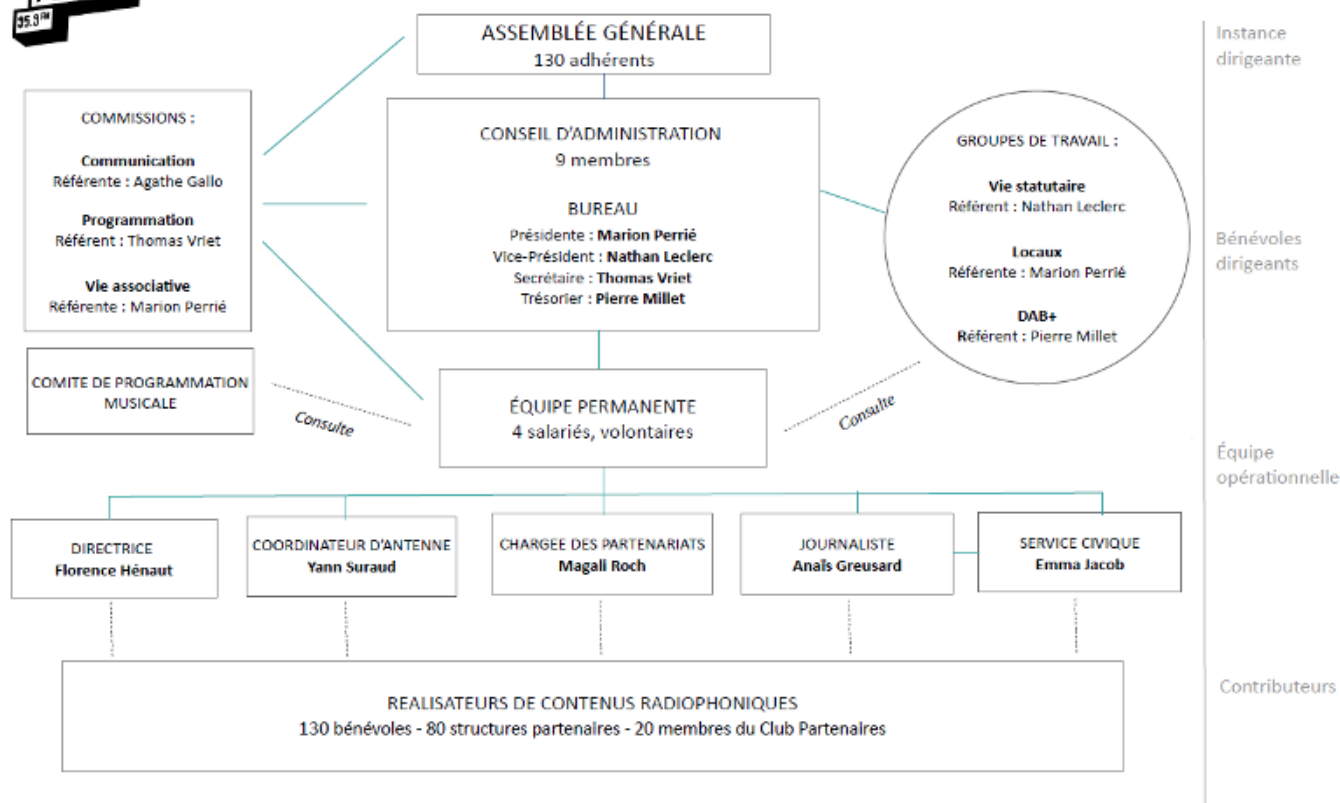 95.3 FM
ASSEMBLÉE GÉNÉRALE
130 adhérents
Instance
dirigeante
COMMISSIONS :
Communication
Référente : Agathe Gallo
Programmation
Référent : Thomas Vriet
Vie associative
Référente : Marion Perrié
CONSEIL D'ADMINISTRATION
9 membres
BUREAU
Présidente : Marion Perrié
Vice-Président : Nathan Leclerc
Secrétaire : Thomas Vriet
Trésorier : Pierre Millet
GROUPES DE TRAVAIL :
Vie statutaire
Référent : Nathan Leclerc
Locaux
Référente : Marion Perrié
DAB+
Référent : Pierre Millet
Bénévoles
dirigeants
COMITE DE PROGRAMMATION
MUSICALE
Consulte
ÉQUIPE PERMANENTE
4 salariés, volontaires
Consulte
Équipe
opérationnelle
DIRECTRICE
Florence Hénaut
COORDINATEUR D'ANTENNE
Yann Suraud
CHARGEE DES PARTENARIATS
Magali Roch
JOURNALISTE
Anaïs Greusard
SERVICE CIVIQUE
Emma Jacob
REALISATEURS DE CONTENUS RADIOPHONIQUES
130 bénévoles - 80 structures partenaires - 20 membres du Club Partenaires
Contributeurs